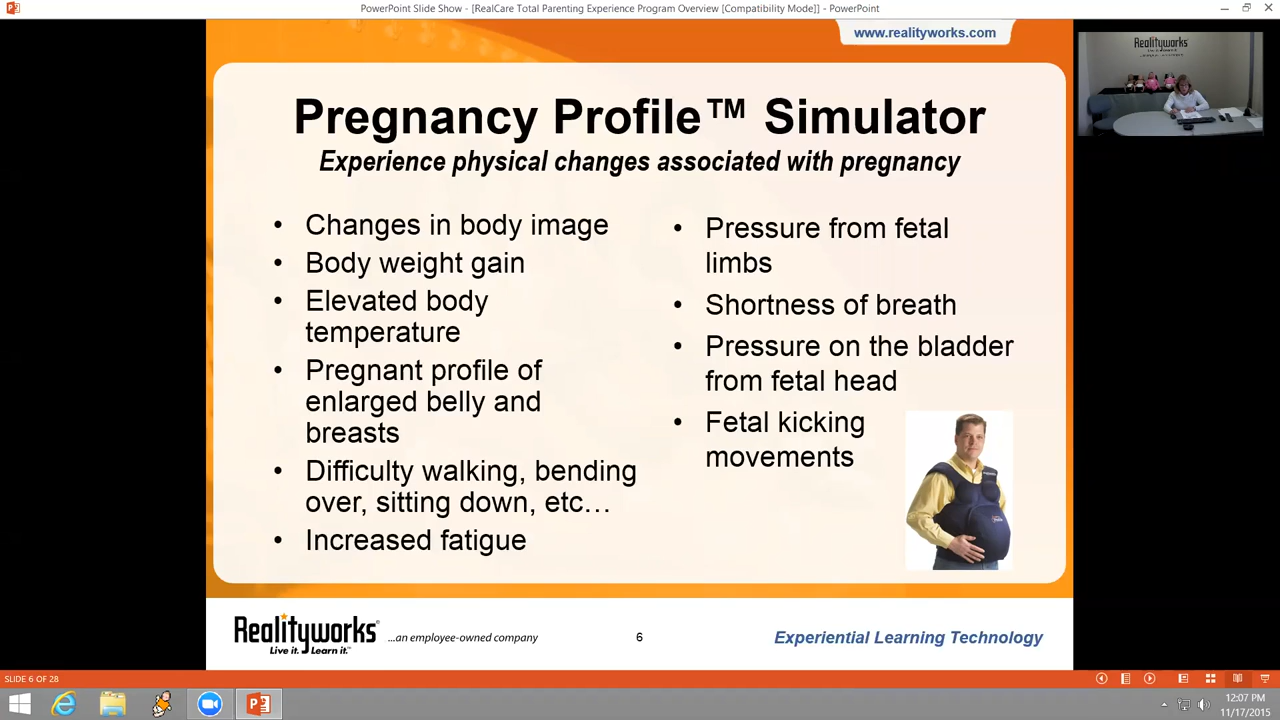 PowerPoint Slide Show - [RealCare Total Parenting Experience Program Overview [Compatibility Mode]] - PowerPoint
www.realityworks.com
Realityworks
Pregnancy Profile™ Simulator
Experience physical changes associated with pregnancy
• Changes in body image
• Body weight gain
• Elevated body
temperature
• Pregnant profile of
enlarged belly and
breasts
• Difficulty walking, bending
over, sitting down, etc…
• Increased fatigue
• Pressure from fetal
limbs
• Shortness of breath
• Pressure on the bladder
from fetal head
• Fetal kicking
movements
Realityworks®
Live it. Learn it.™
...an employee-owned company
6
Experiential Learning Technology
SLIDE 6 OF 28
12:07 PM
11/17/2015